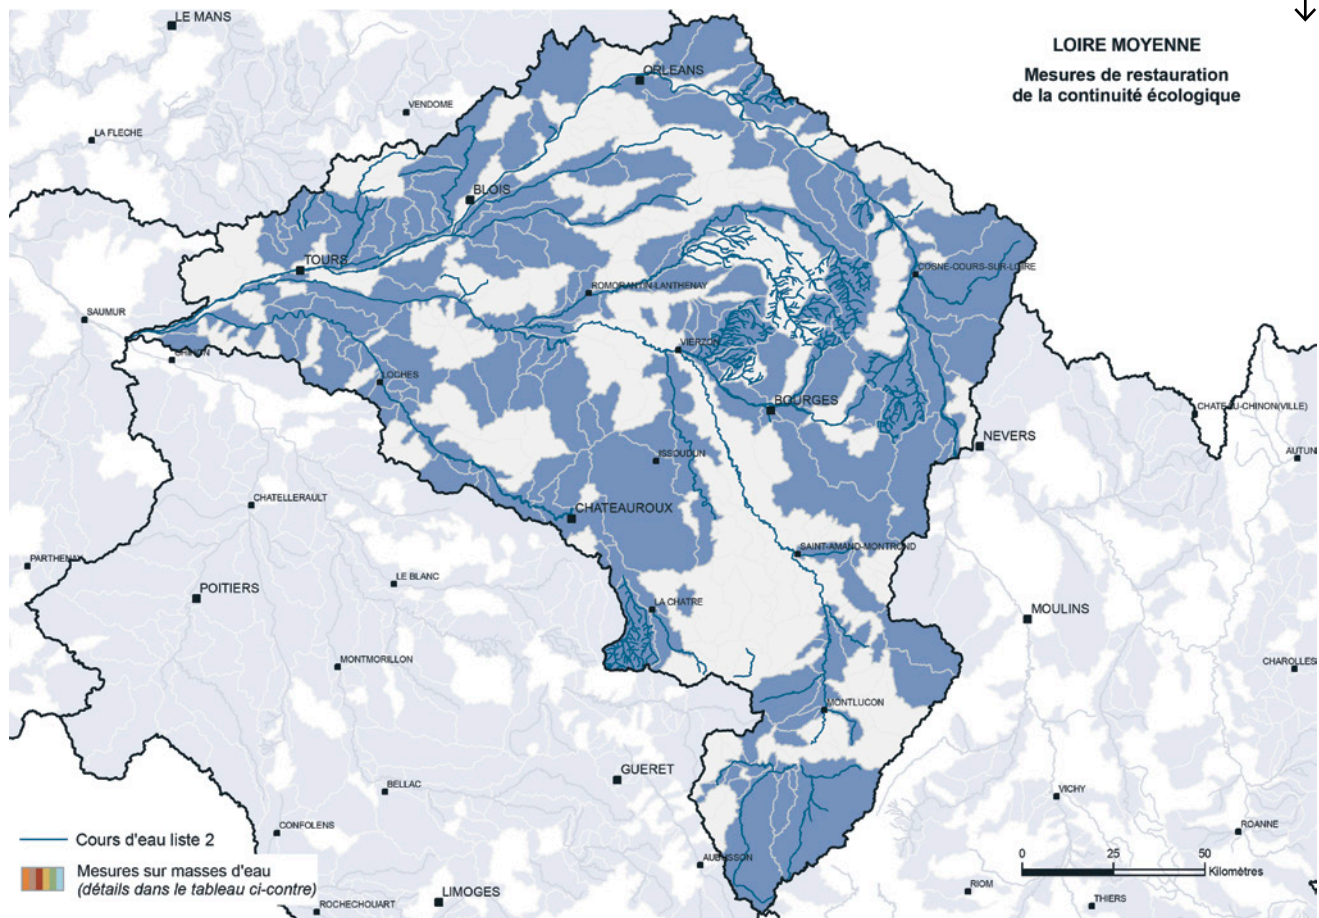 LE MANS
LOIRE MOYENNE
Mesures de restauration
de la continuité écologique
ORLEANS
VENDOME
LA FLECHE
BLOIS
TOURS
COSNE-COURS-SUR-LOIRE
ROMORANTIN-LANTHENAY
SAUMUR
VIERZON
CHINON
LOCHES
BOURGES
CHATEAU-CHINON(VILLE)
NEVERS
AUTUN
ISSOUDUN
CHATELLERAULT
CHATEAUROUX
SAINT-AMAND-MONTROND
PARTHENAY
LE BLANC
POITIERS
LA CHATRE
MOULINS
MONTMORILLON
CHAROLLES
MONTLUCON
GUERET
BELLAC
VICHY
CONFOLENS
ROANNE
Cours d'eau liste 2
AUBUSSON
0 25 50
Kilomètres
Mesures sur masses d'eau
(détails dans le tableau ci-contre)
LIMOGES
RIOM
THIERS
ROCHECHOUART